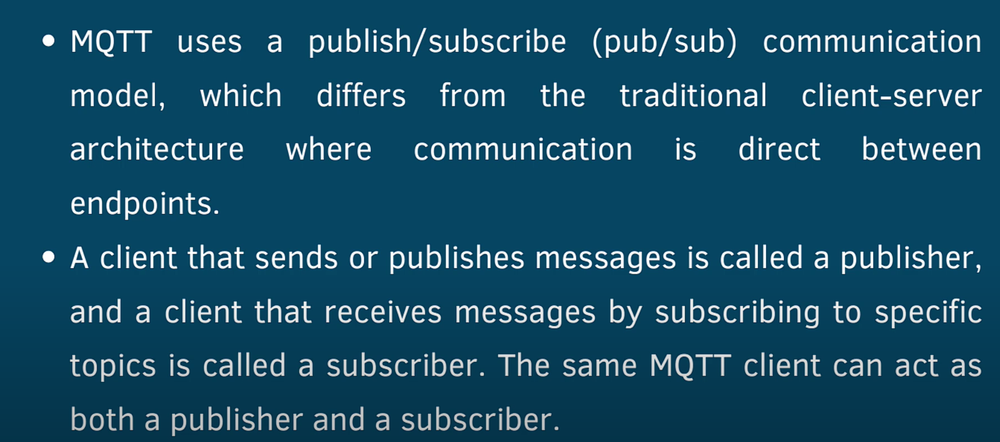 • MQTT uses a publish/subscribe (pub/sub) communication
model, which differs from the traditional client-server
architecture where communication is direct between
endpoints.
• A client that sends or publishes messages is called a publisher,
and a client that receives messages by subscribing to specific
topics is called a subscriber. The same MQTT client can act as
both a publisher and a subscriber.